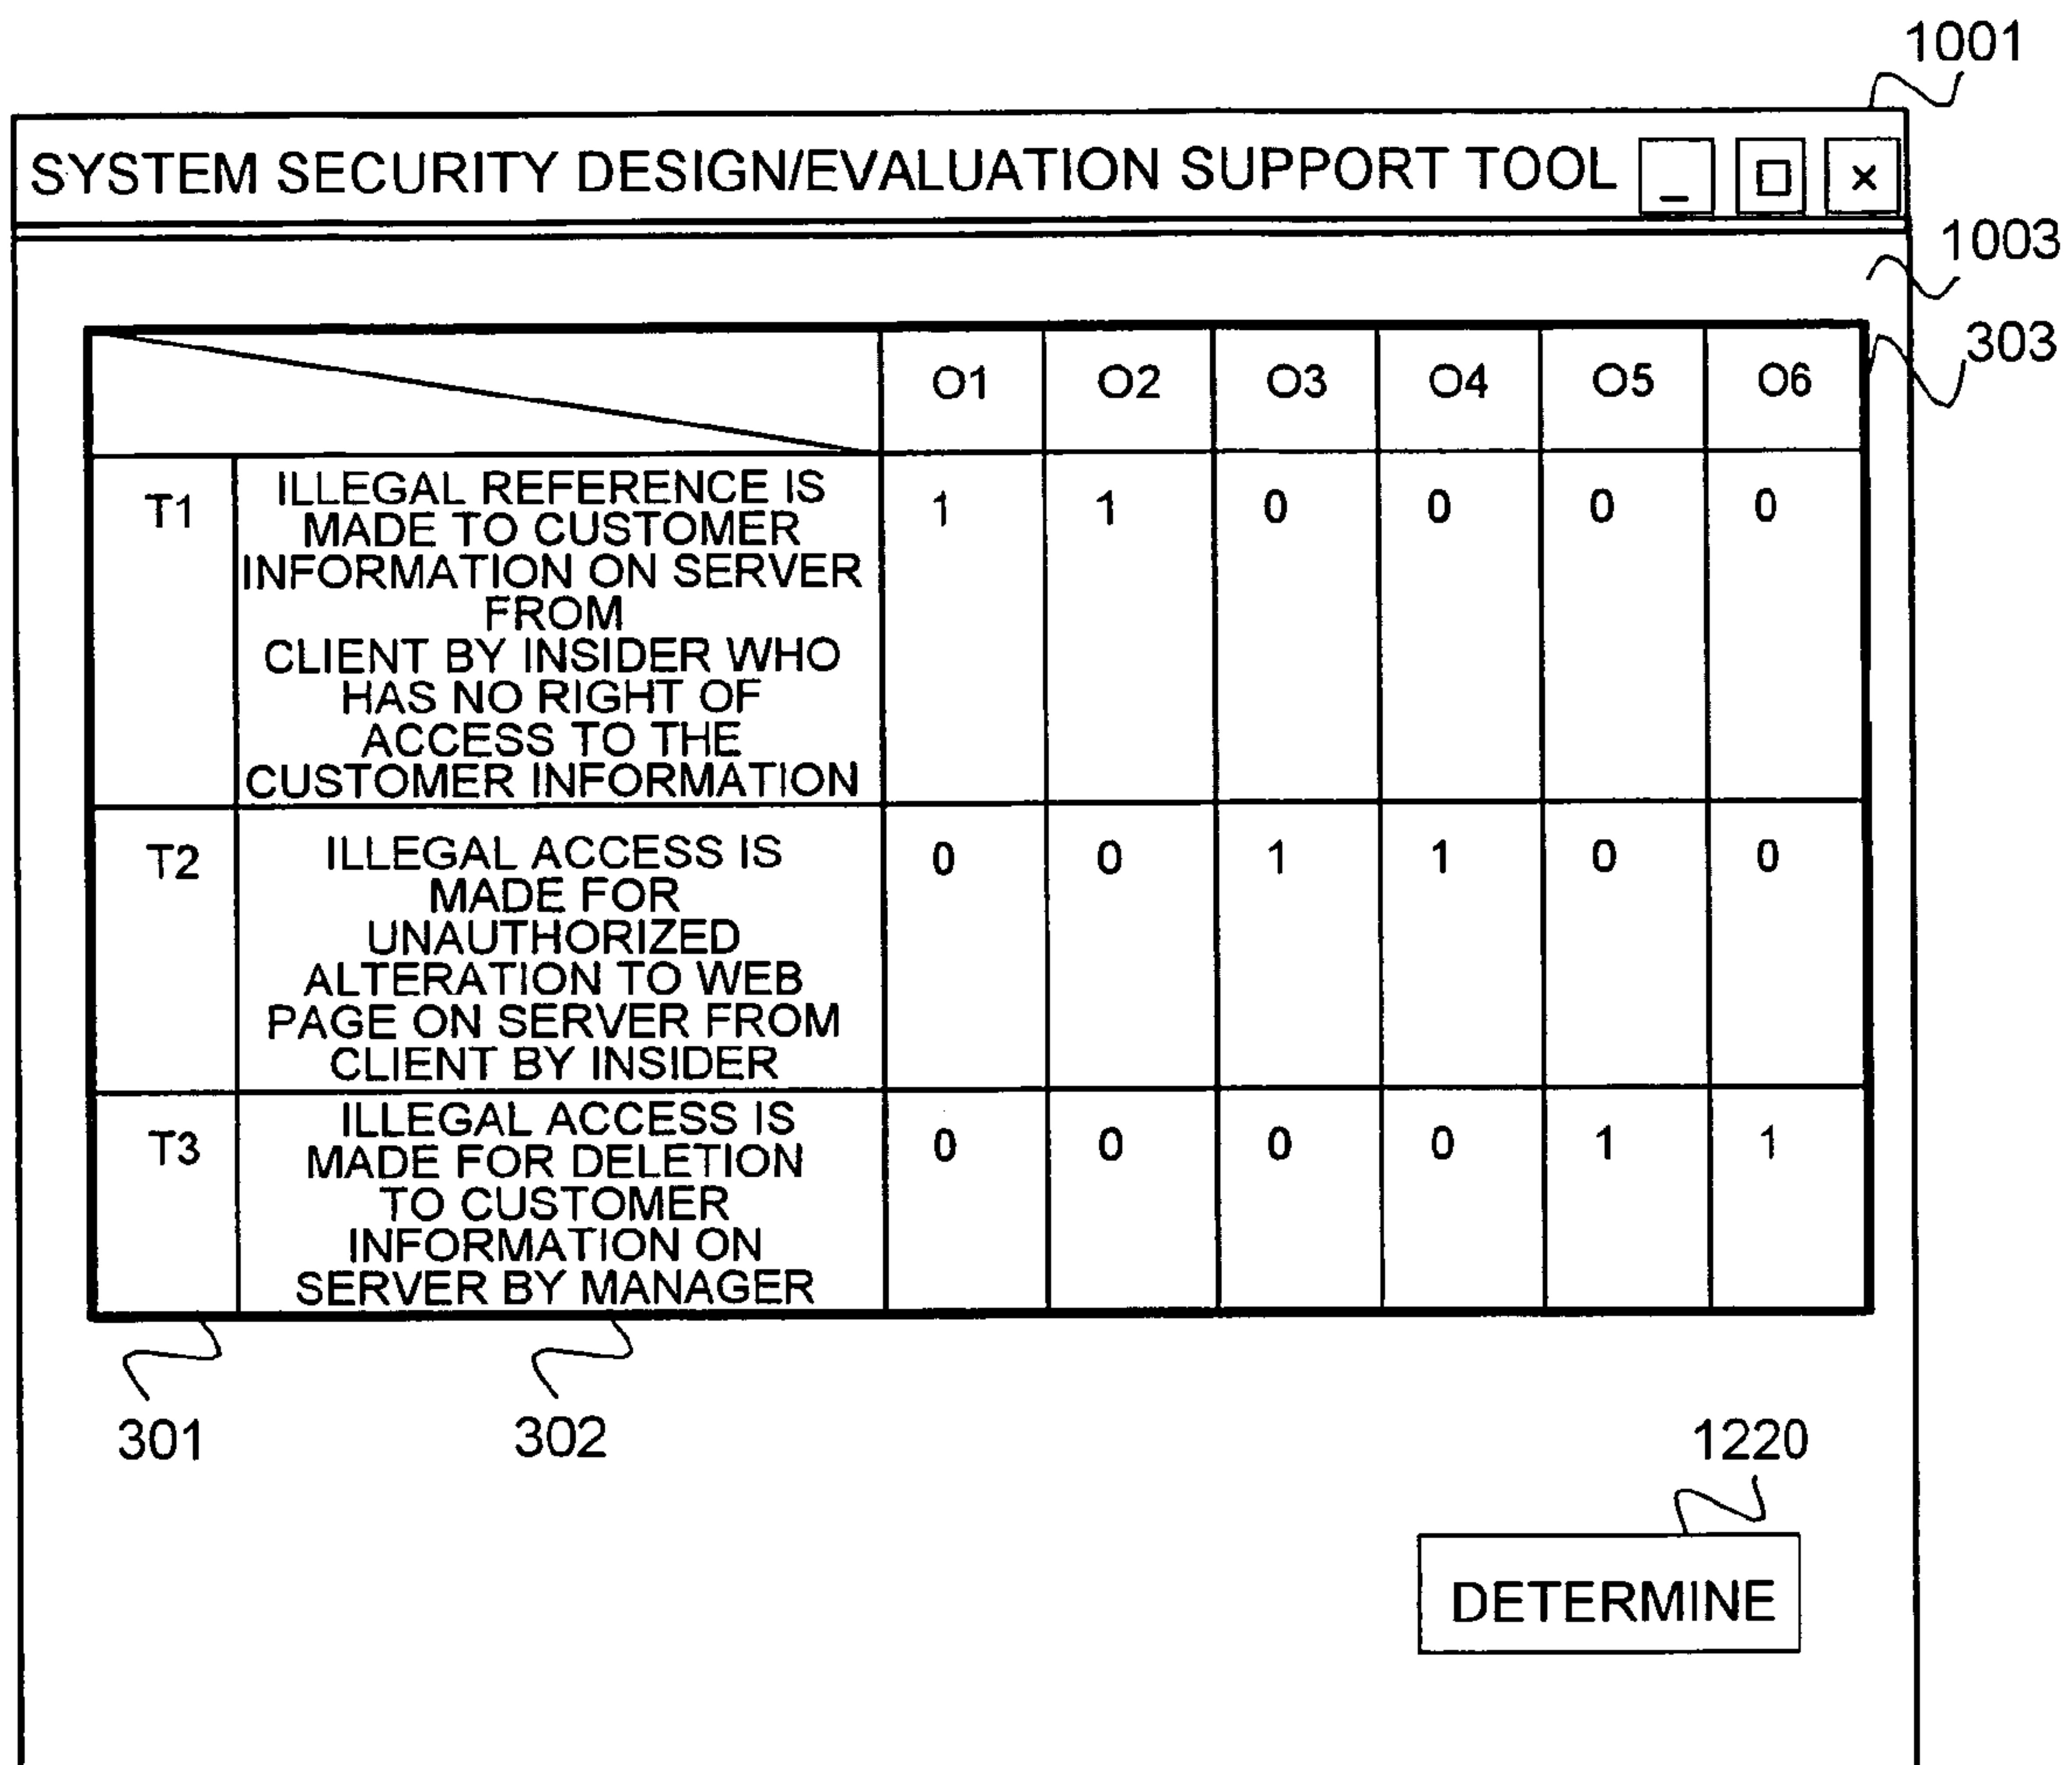 1001
SYSTEM SECURITY DESIGN/EVALUATION SUPPORT TOOL _ □ ×
1003
303
O1 O2 O3 O4 O5 O6
T1 ILLEGAL REFERENCE IS 1 1 0 0 0 0
MADE TO CUSTOMER
INFORMATION ON SERVER
FROM
CLIENT BY INSIDER WHO
HAS NO RIGHT OF
ACCESS TO THE
CUSTOMER INFORMATION
T2 ILLEGAL ACCESS IS 0 0 1 1 0 0
MADE FOR
UNAUTHORIZED
ALTERATION TO WEB
PAGE ON SERVER FROM
CLIENT BY INSIDER
T3 ILLEGAL ACCESS IS 0 0 0 0 1 1
MADE FOR DELETION
TO CUSTOMER
INFORMATION ON
SERVER BY MANAGER
301 302
1220
DETERMINE